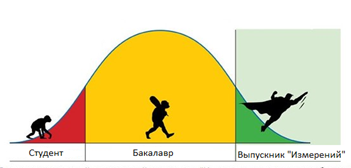 Студент
Бакалавр
Выпускник "Измерений"